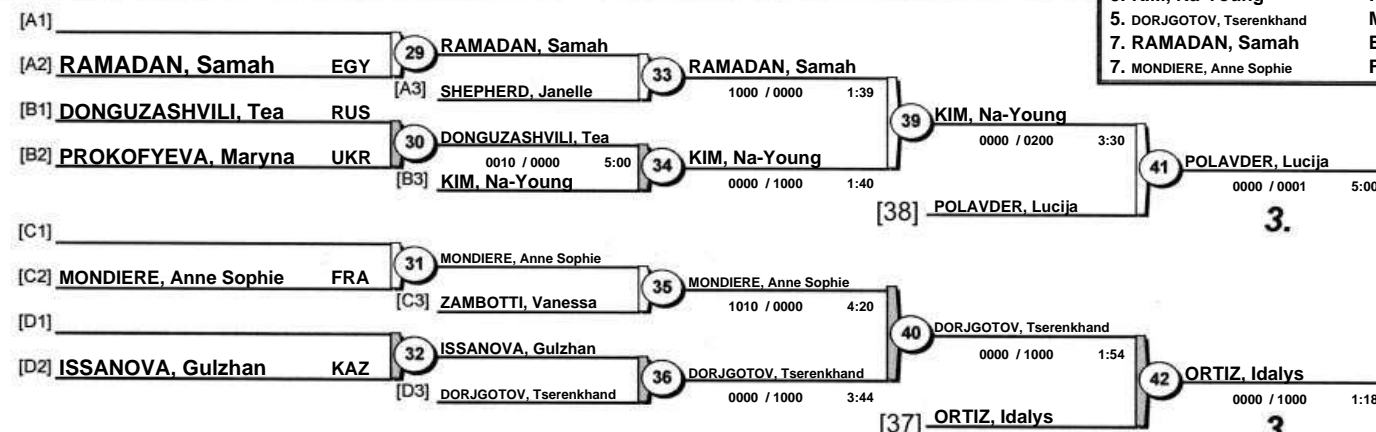 5. DORJGOTOV, Tserenkhand
7. RAMADAN, Samah
7. MONDIERE, Anne Sophie F
[A1]
[A2] RAMADAN, Samah EGY
29
RAMADAN, Samah
[A3] SHEPHERD, Janelle
33
RAMADAN, Samah
1000 / 0000 1:39
[B1] DONGUZASHVILI, Tea RUS
[B2] PROKOFYEVA, Maryna UKR
30
DONGUZASHVILI, Tea
0010 / 0000 5:00
[B3] KIM, Na-Young
34
KIM, Na-Young
0000 / 1000 1:40
39
KIM, Na-Young
0000 / 0200 3:30
[38] POLAVDER, Lucija
41
POLAVDER, Lucija
0000 / 0001 5:00
3.
[C1]
[C2] MONDIERE, Anne Sophie FRA
31
MONDIERE, Anne Sophie
[C3] ZAMBOTTI, Vanessa
35
MONDIERE, Anne Sophie
1010 / 0000 4:20
[D1]
[D2] ISSANOVA, Gulzhan KAZ
32
ISSANOVA, Gulzhan
[D3] DORJGOTOV, Tserenkhand
36
DORJGOTOV, Tserenkhand
0000 / 1000 3:44
40
DORJGOTOV, Tserenkhand
0000 / 1000 1:54
[37] ORTIZ, Idalys
42
ORTIZ, Idalys
0000 / 1000 1:18
3